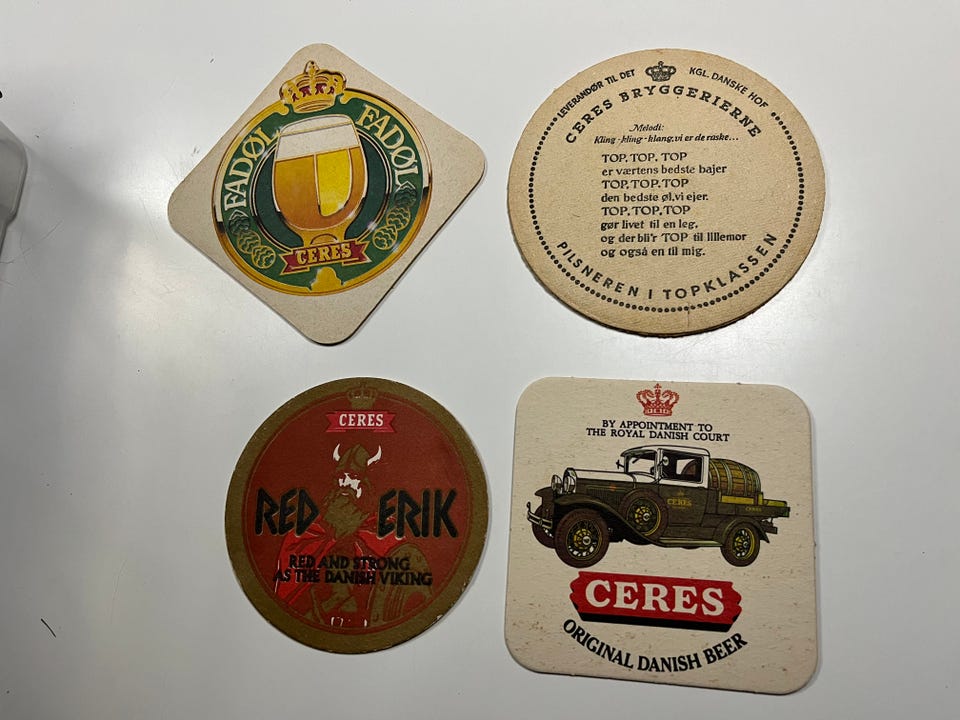 FADØL FADØL
CERES
LEVERANDØR TIL DET KGL. DANSKE HOF
CERES BRYGGERIERNE
Melodi:
Kling-kling-klang, vi er de raske...
TOP, TOP, TOP
er værtens bedste bajer
TOP, TOP, TOP
den bedste øl, vi ejer.
TOP, TOP, TOP
gør livet til en leg,
og der bli'r TOP til lillemor
og også en til mig.
PILSNEREN I TOPKLASSEN
CERES
RED ERIK
RED AND STRONG
AS THE DANISH VIKING
BY APPOINTMENT TO
THE ROYAL DANISH COURT
CERES
CERES
CERES
ORIGINAL DANISH BEER